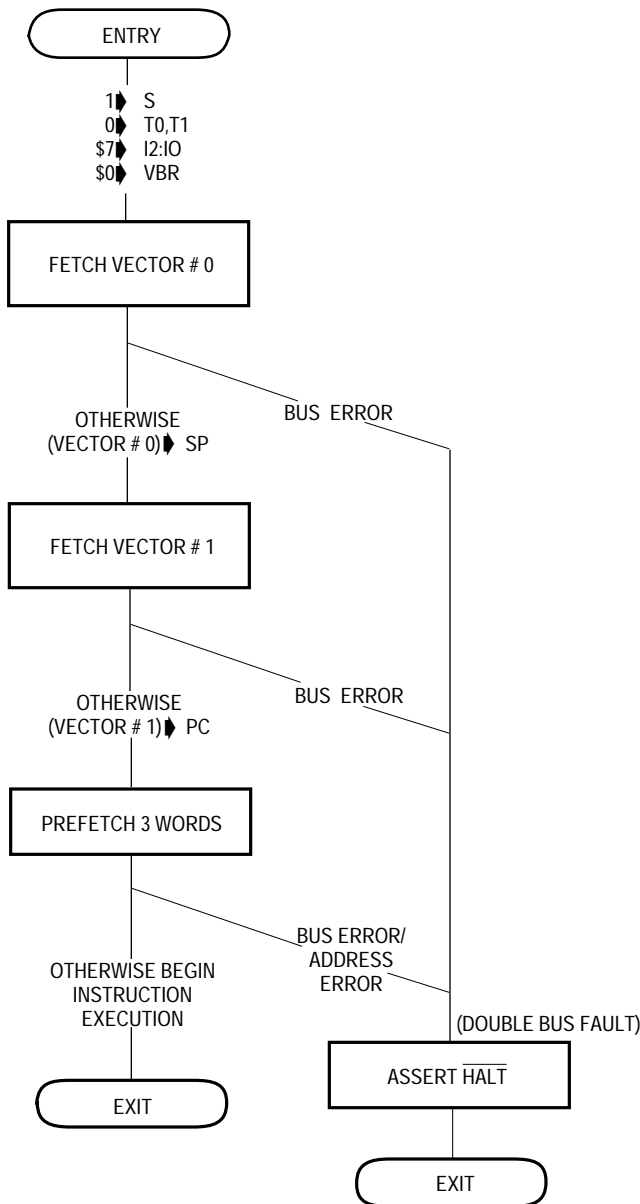 ENTRY
1➧ S
0➧ T0,T1
$7➧ I2:IO
$0➧ VBR
FETCH VECTOR # 0
BUS ERROR
OTHERWISE
(VECTOR # 0)➧ SP
FETCH VECTOR # 1
BUS ERROR
OTHERWISE
(VECTOR # 1)➧ PC
PREFETCH 3 WORDS
BUS ERROR/
ADDRESS
ERROR
OTHERWISE BEGIN
INSTRUCTION
EXECUTION
(DOUBLE BUS FAULT)
ASSERT H̅A̅L̅T̅
EXIT
EXIT